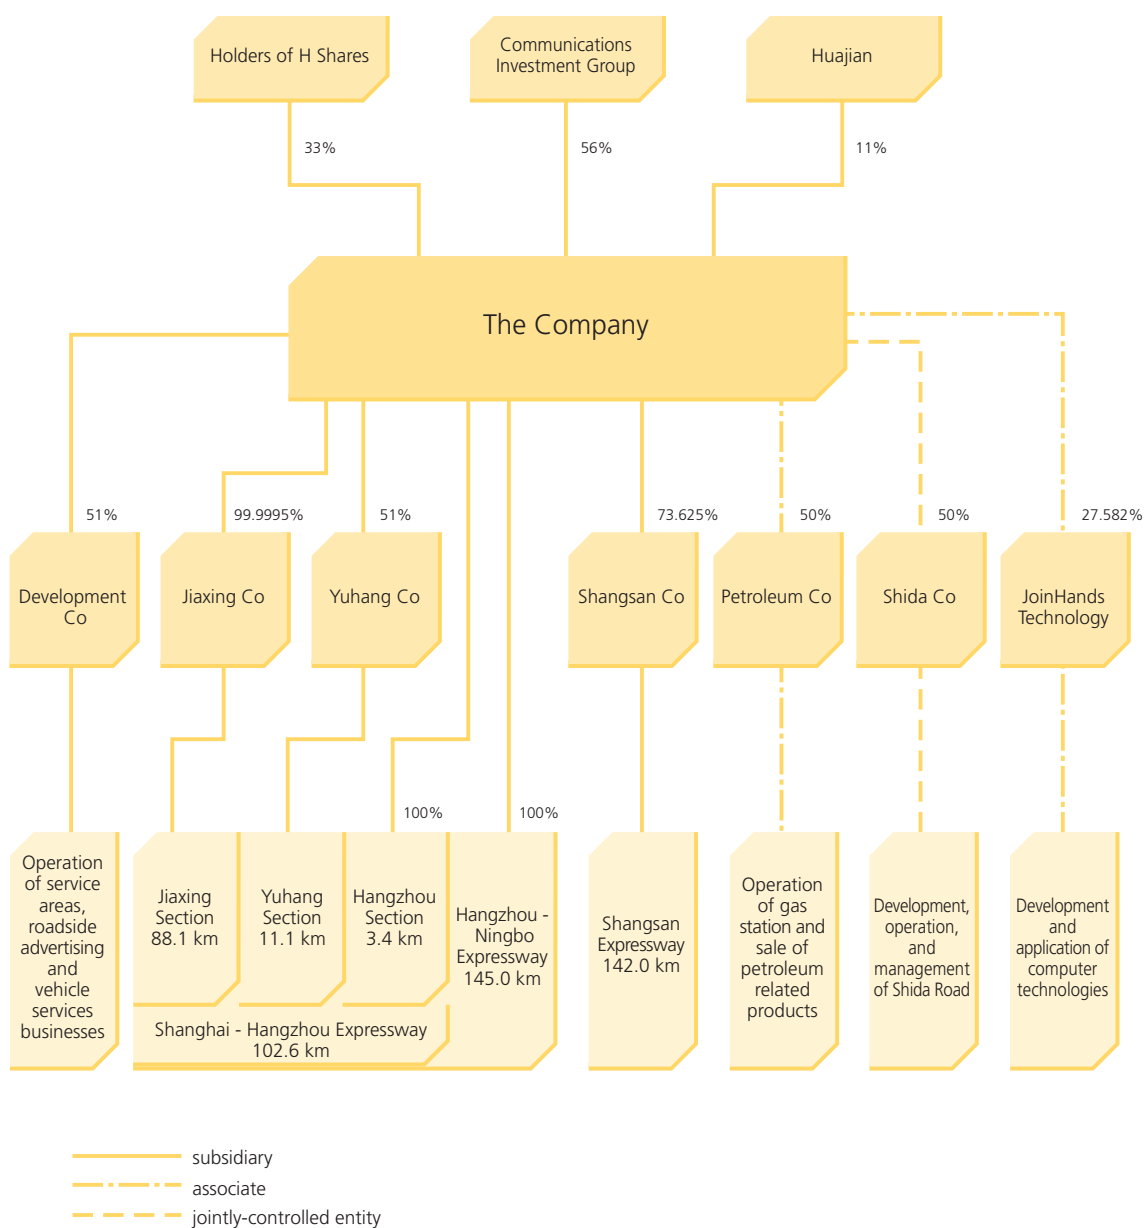 Holders of H Shares
Communications
Investment Group
Huajian
33%
56%
11%
The Company
51%
99.9995%
51%
73.625%
50%
50%
27.582%
Development
Co
Jiaxing Co
Yuhang Co
Shangsan Co
Petroleum Co
Shida Co
JoinHands
Technology
100%
100%
Operation
of service
areas,
roadside
advertising
and
vehicle
services
businesses
Jiaxing
Section
88.1 km
Yuhang
Section
11.1 km
Hangzhou
Section
3.4 km
Hangzhou -
Ningbo
Expressway
145.0 km
Shanghai - Hangzhou Expressway
102.6 km
Shangsan
Expressway
142.0 km
Operation
of gas
station and
sale of
petroleum
related
products
Development,
operation,
and
management
of Shida Road
Development
and
application of
computer
technologies
subsidiary
associate
jointly-controlled entity